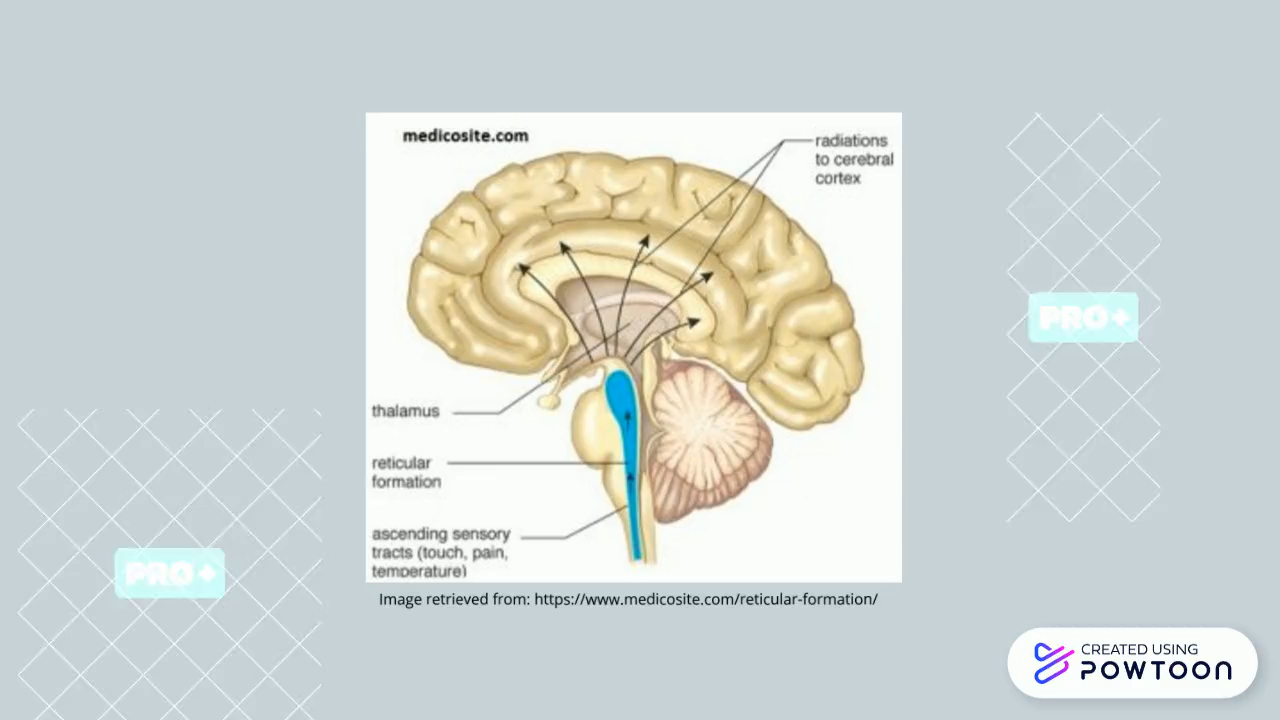 medicosite.com
radiations
to cerebral
cortex
thalamus
reticular
formation
ascending sensory
tracts (touch, pain,
temperature)
Image retrieved from: https://www.medicosite.com/reticular-formation/
PRO+
PRO+
CREATED USING
POWTOON